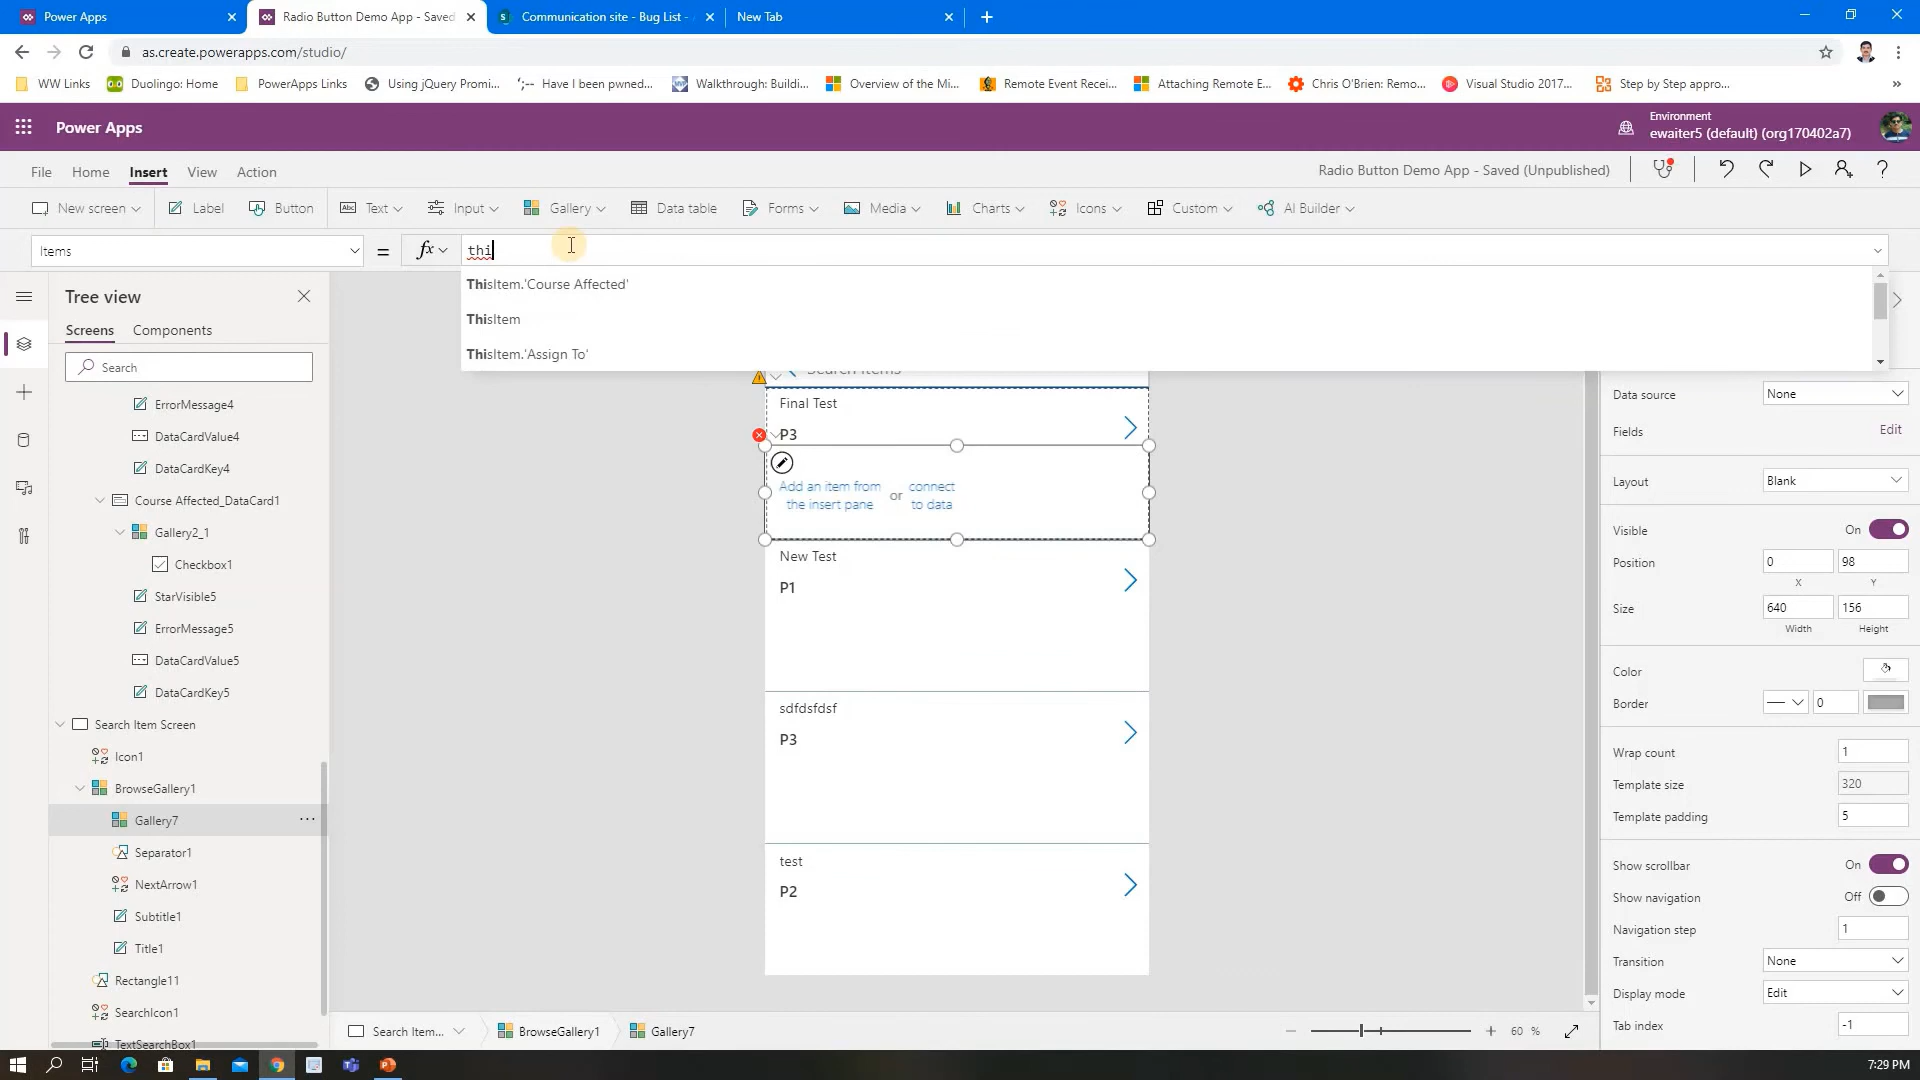 Power Apps
Radio Button Demo App - Saved
Communication site - Bug List -
New Tab
as.create.powerapps.com/studio/
WW Links
Duolingo: Home
PowerApps Links
Using jQuery Promi...
Have I been pwned...
Walkthrough: Buildi...
Overview of the Mi...
Remote Event Recei...
Attaching Remote E...
Chris O'Brien: Remo...
Visual Studio 2017...
Step by Step appro...
Power Apps
Environment
ewaiter5 (default) (org170402a7)
File
Home
Insert
View
Action
Radio Button Demo App - Saved (Unpublished)
New screen
Label
Button
Text
Input
Gallery
Data table
Forms
Media
Charts
Icons
Custom
AI Builder
Items
=
fx
thi
ThisItem.'Course Affected'
ThisItem
ThisItem.'Assign To'
Tree view
Screens
Components
Search
ErrorMessage4
DataCardValue4
DataCardKey4
Course Affected_DataCard1
Gallery2_1
Checkbox1
StarVisible5
ErrorMessage5
DataCardValue5
DataCardKey5
Search Item Screen
Icon1
BrowseGallery1
Gallery7
Separator1
NextArrow1
Subtitle1
Title1
Rectangle11
SearchIcon1
TextSearchBox1
Search Items
Final Test
P3
Add an item from
the insert pane
or
connect
to data
New Test
P1
sdfdsfdsf
P3
test
P2
Search Item...
BrowseGallery1
Gallery7
60 %
Data source
None
Fields
Edit
Layout
Blank
Visible
On
Position
0
98
X
Y
Size
640
156
Width
Height
Color
Border
0
Wrap count
1
Template size
320
Template padding
5
Show scrollbar
On
Show navigation
Off
Navigation step
1
Transition
None
Display mode
Edit
Tab index
-1
7:29 PM